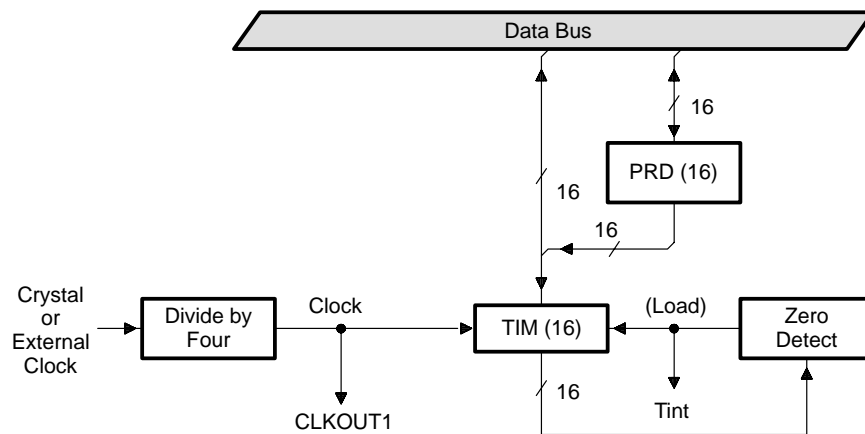 Data Bus
16
PRD (16)
16
16
Crystal
or
External
Clock
Divide by
Four
Clock
TIM (16)
(Load)
Zero
Detect
16
CLKOUT1
Tint